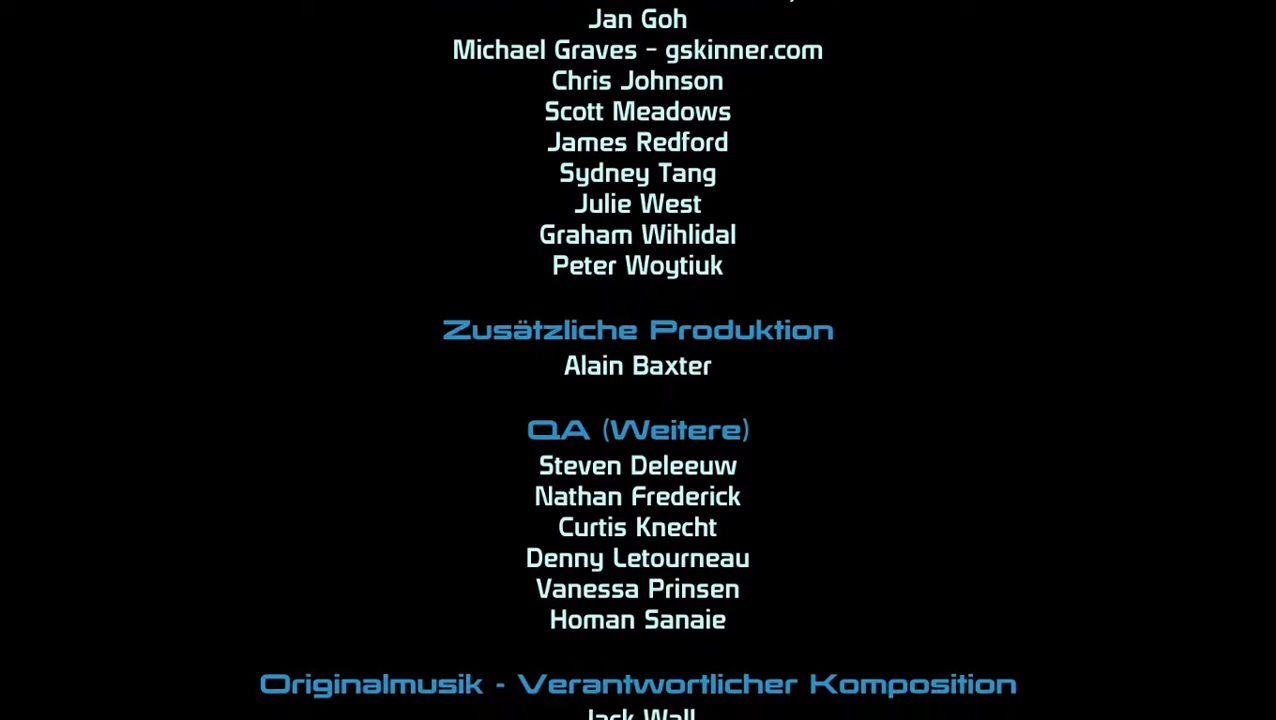 Jan Goh
Michael Graves - gskinner.com
Chris Johnson
Scott Meadows
James Redford
Sydney Tang
Julie West
Graham Wihlidal
Peter Woytiuk
Zusätzliche Produktion
Alain Baxter
QA (Weitere)
Steven Deleeuw
Nathan Frederick
Curtis Knecht
Denny Letourneau
Vanessa Prinsen
Homan Sanaie
Originalmusik - Verantwortlicher Komposition
Jack Wall